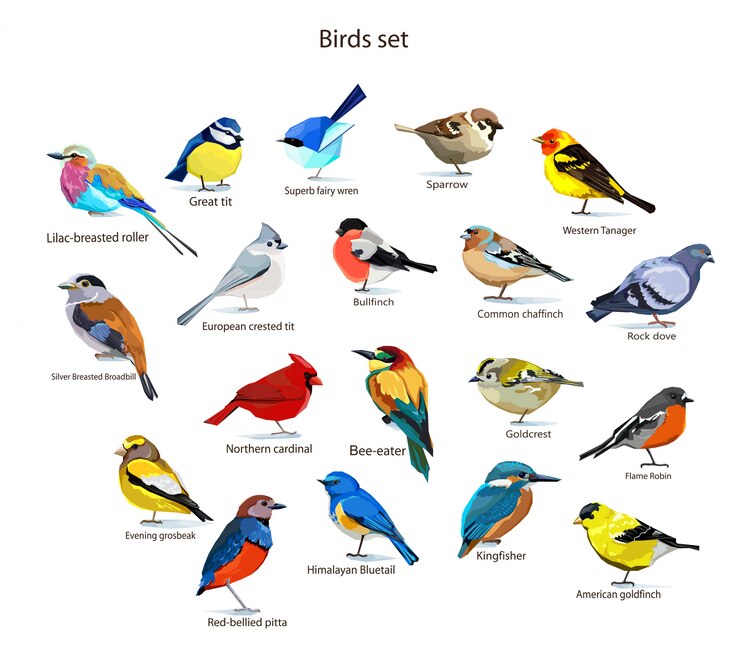 Birds set
Lilac-breasted roller
Great tit
Superb fairy wren
Sparrow
Western Tanager
European crested tit
Bullfinch
Common chaffinch
Rock dove
Silver Breasted Broadbill
Northern cardinal
Bee-eater
Goldcrest
Flame Robin
Evening grosbeak
Red-bellied pitta
Himalayan Bluetail
Kingfisher
American goldfinch